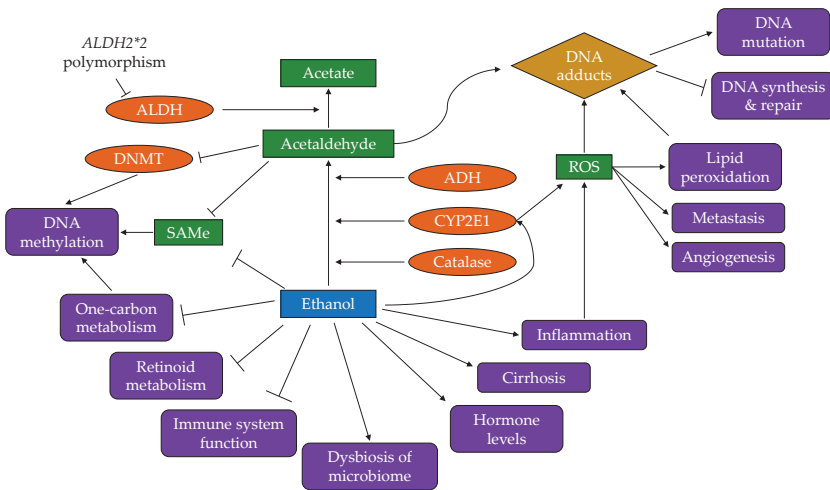 ALDH2*2
polymorphism
ALDH
DNMT
DNA
methylation
SAMe
One-carbon
metabolism
Retinoid
metabolism
Immune system
function
Acetate
Acetaldehyde
ADH
CYP2E1
Catalase
Ethanol
Dysbiosis of
microbiome
Hormone
levels
Cirrhosis
Inflammation
ROS
DNA
adducts
DNA
mutation
DNA synthesis
& repair
Lipid
peroxidation
Metastasis
Angiogenesis